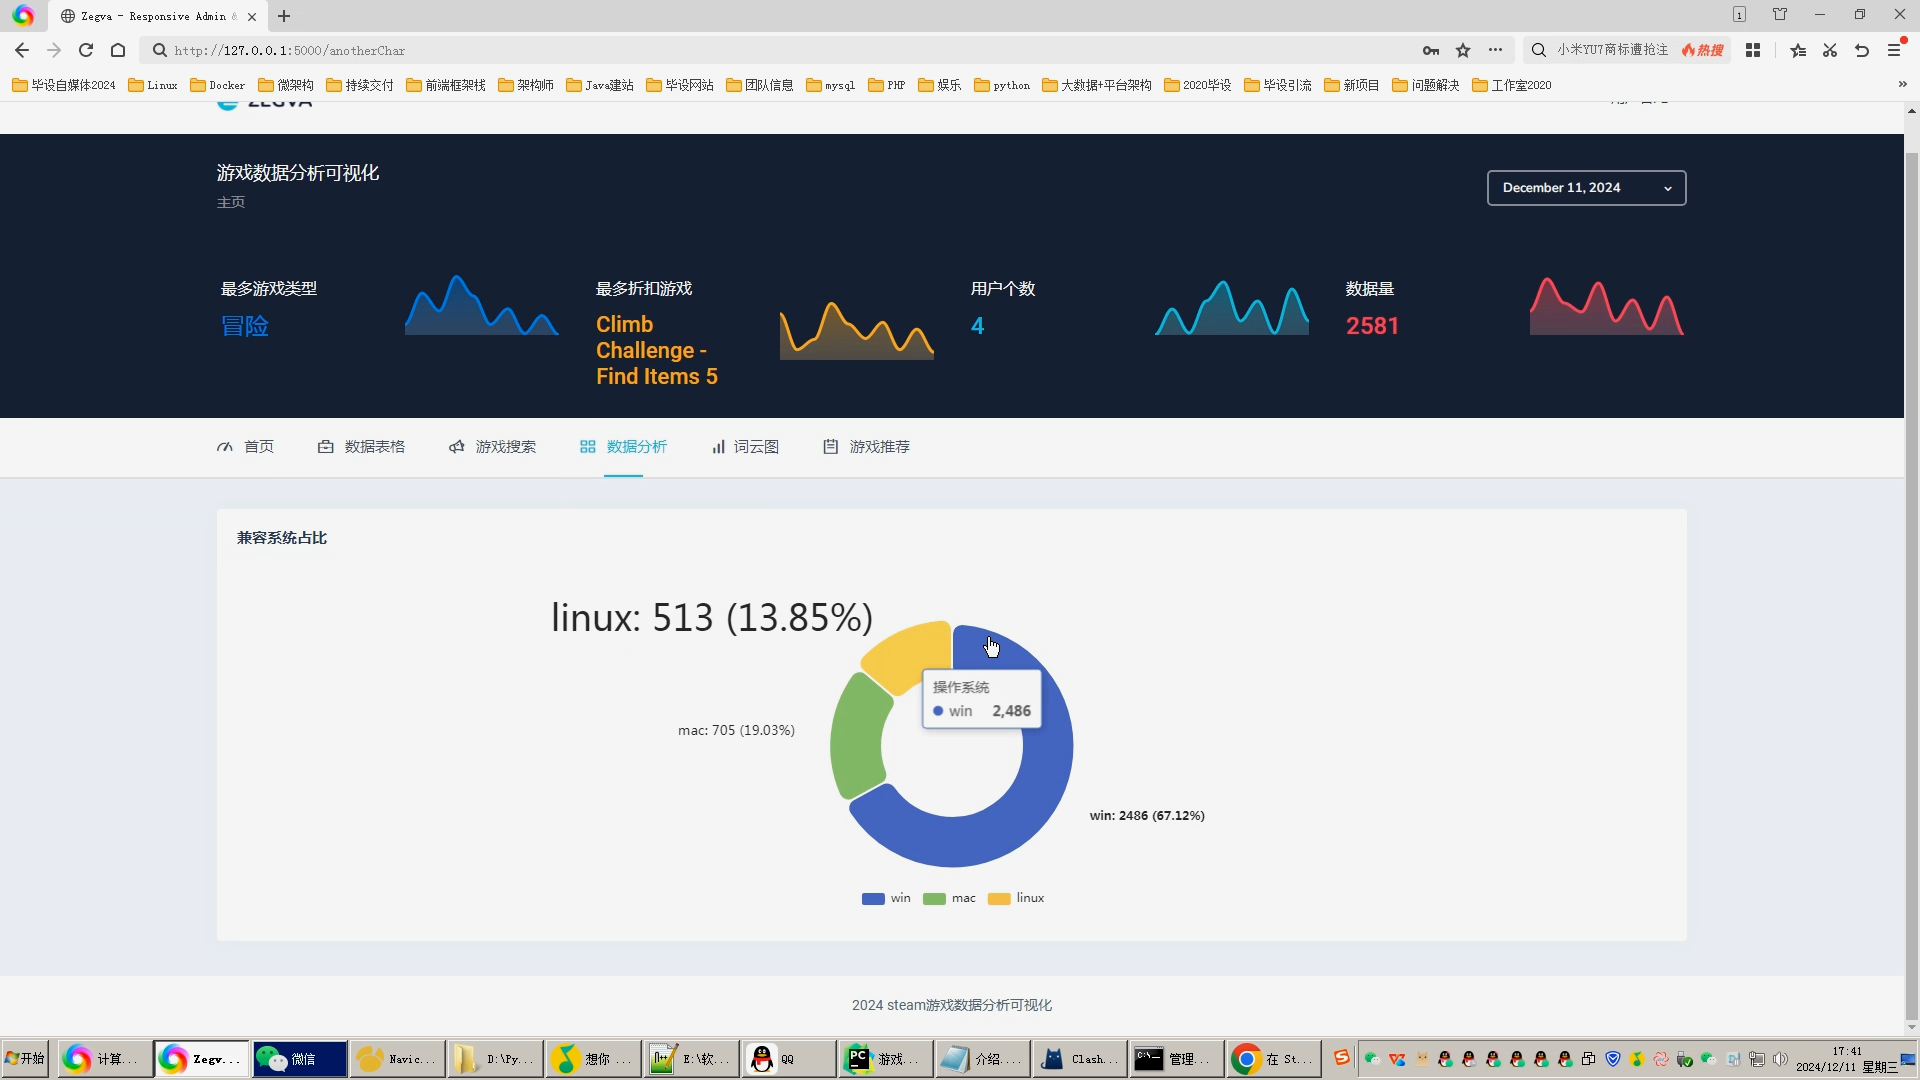 Zegva - Responsive Admin &
1
http://127.0.0.1:5000/anotherChar
小米YU7商标遭抢注
热搜
毕设自媒体2024
Linux
Docker
微架构
持续交付
前端框架栈
架构师
Java建站
毕设网站
团队信息
mysql
PHP
娱乐
python
大数据+平台架构
2020毕设
毕设引流
新项目
问题解决
工作室2020
ZEGVA
游戏数据分析可视化
主页
December 11, 2024
最多游戏类型
冒险
最多折扣游戏
Climb
Challenge -
Find Items 5
用户个数
4
数据量
2581
首页
数据表格
游戏搜索
数据分析
词云图
游戏推荐
兼容系统占比
linux: 513 (13.85%)
操作系统
win 2,486
mac: 705 (19.03%)
win: 2486 (67.12%)
win
mac
linux
2024 steam游戏数据分析可视化
开始
计算...
Zegv...
微信
Navic...
D:\Py...
想你 ...
E:\软...
QQ
游戏...
介绍...
Clash...
管理...
在 St...
17:41
2024/12/11 星期三